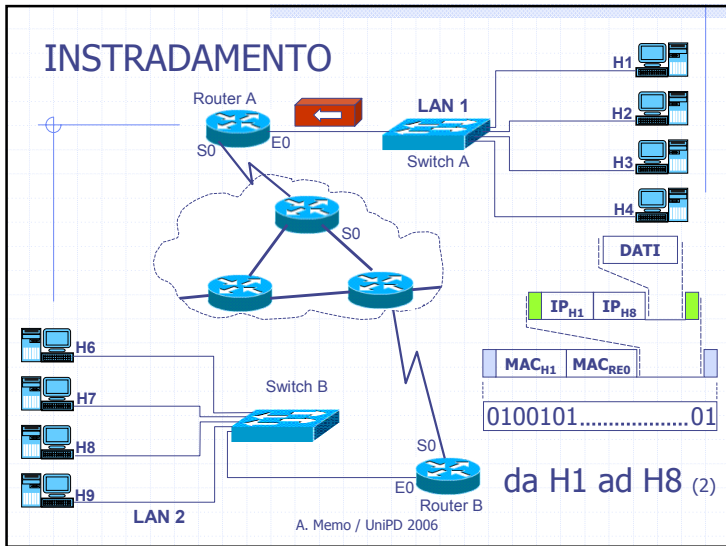 INSTRADAMENTO
H1
Router A
LAN 1
H2
E0
S0
Switch A
H3
H4
S0
DATI
IPH1 IPH8
H6
MACH1 MACRE0
Switch B
H7
0100101..................01
H8
S0
da H1 ad H8 (2)
H9
E0
LAN 2
Router B
A. Memo / UniPD 2006